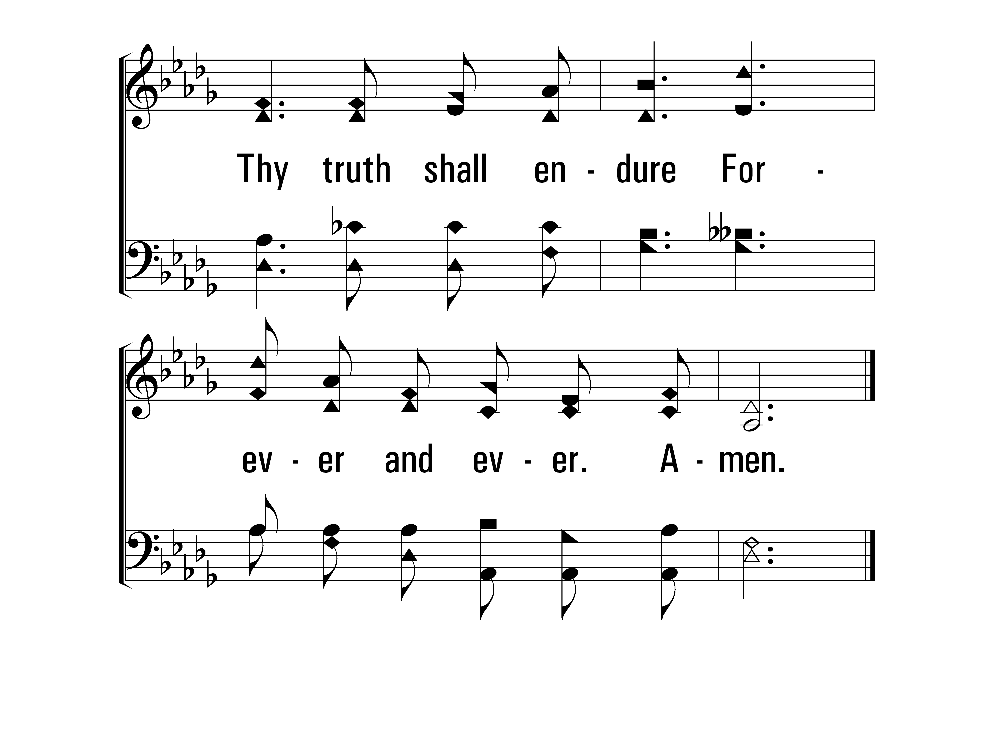 Thy truth shall en - dure For -
ev - er and ev - er. A - men.